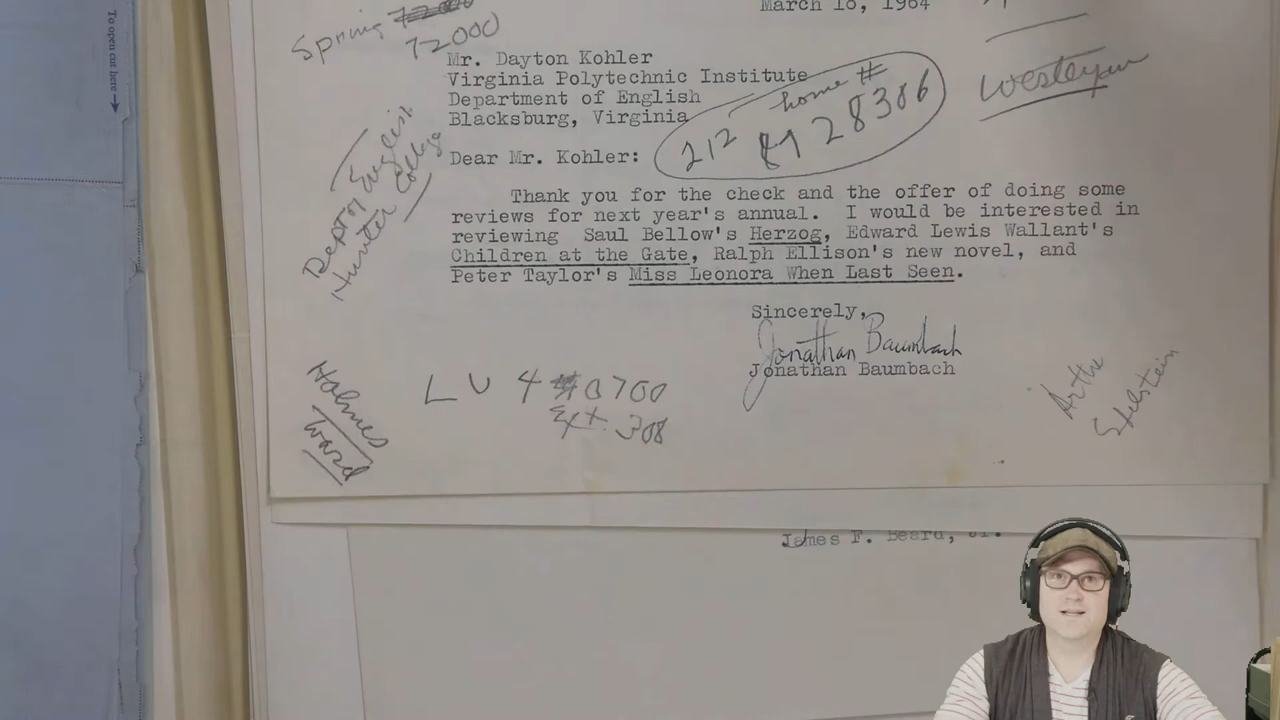 To open cut here
March 18, 1964
Spring 72000
72000
Mr. Dayton Kohler
Virginia Polytechnic Institute
Department of English
Blacksburg, Virginia
home #
212
Wesleyan
Dear Mr. Kohler:
Dept of English
Hunter College
Thank you for the check and the offer of doing some
reviews for next year's annual. I would be interested in
reviewing Saul Bellow's Herzog, Edward Lewis Wallant's
Children at the Gate, Ralph Ellison's new novel, and
Peter Taylor's Miss Leonora When Last Seen.
Sincerely,
Jonathan Baumbach
Jonathan Baumbach
LU 4 0700
Ext. 308
Holmes
Ward
James F. Beard, Jr.